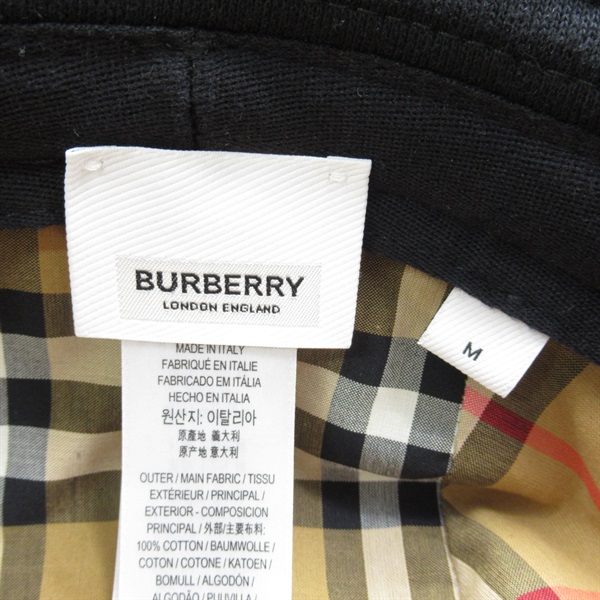 BURBERRY
LONDON ENGLAND
M
MADE IN ITALY
FABRIQUÉ EN ITALIE
FABRICADO EM ITÁLIA
HECHO EN ITALIA
원산지: 이탈리아
原產地 義大利
原产地 意大利
OUTER / MAIN FABRIC / TISSU
EXTÉRIEUR / PRINCIPAL /
EXTERIOR - COMPOSICION
PRINCIPAL / 外部/主要布料:
100% COTTON / BAUMWOLLE /
COTON / COTONE / KATOEN /
BOMULL / ALGODÓN /
ALGODÃO / PUUVILLA /